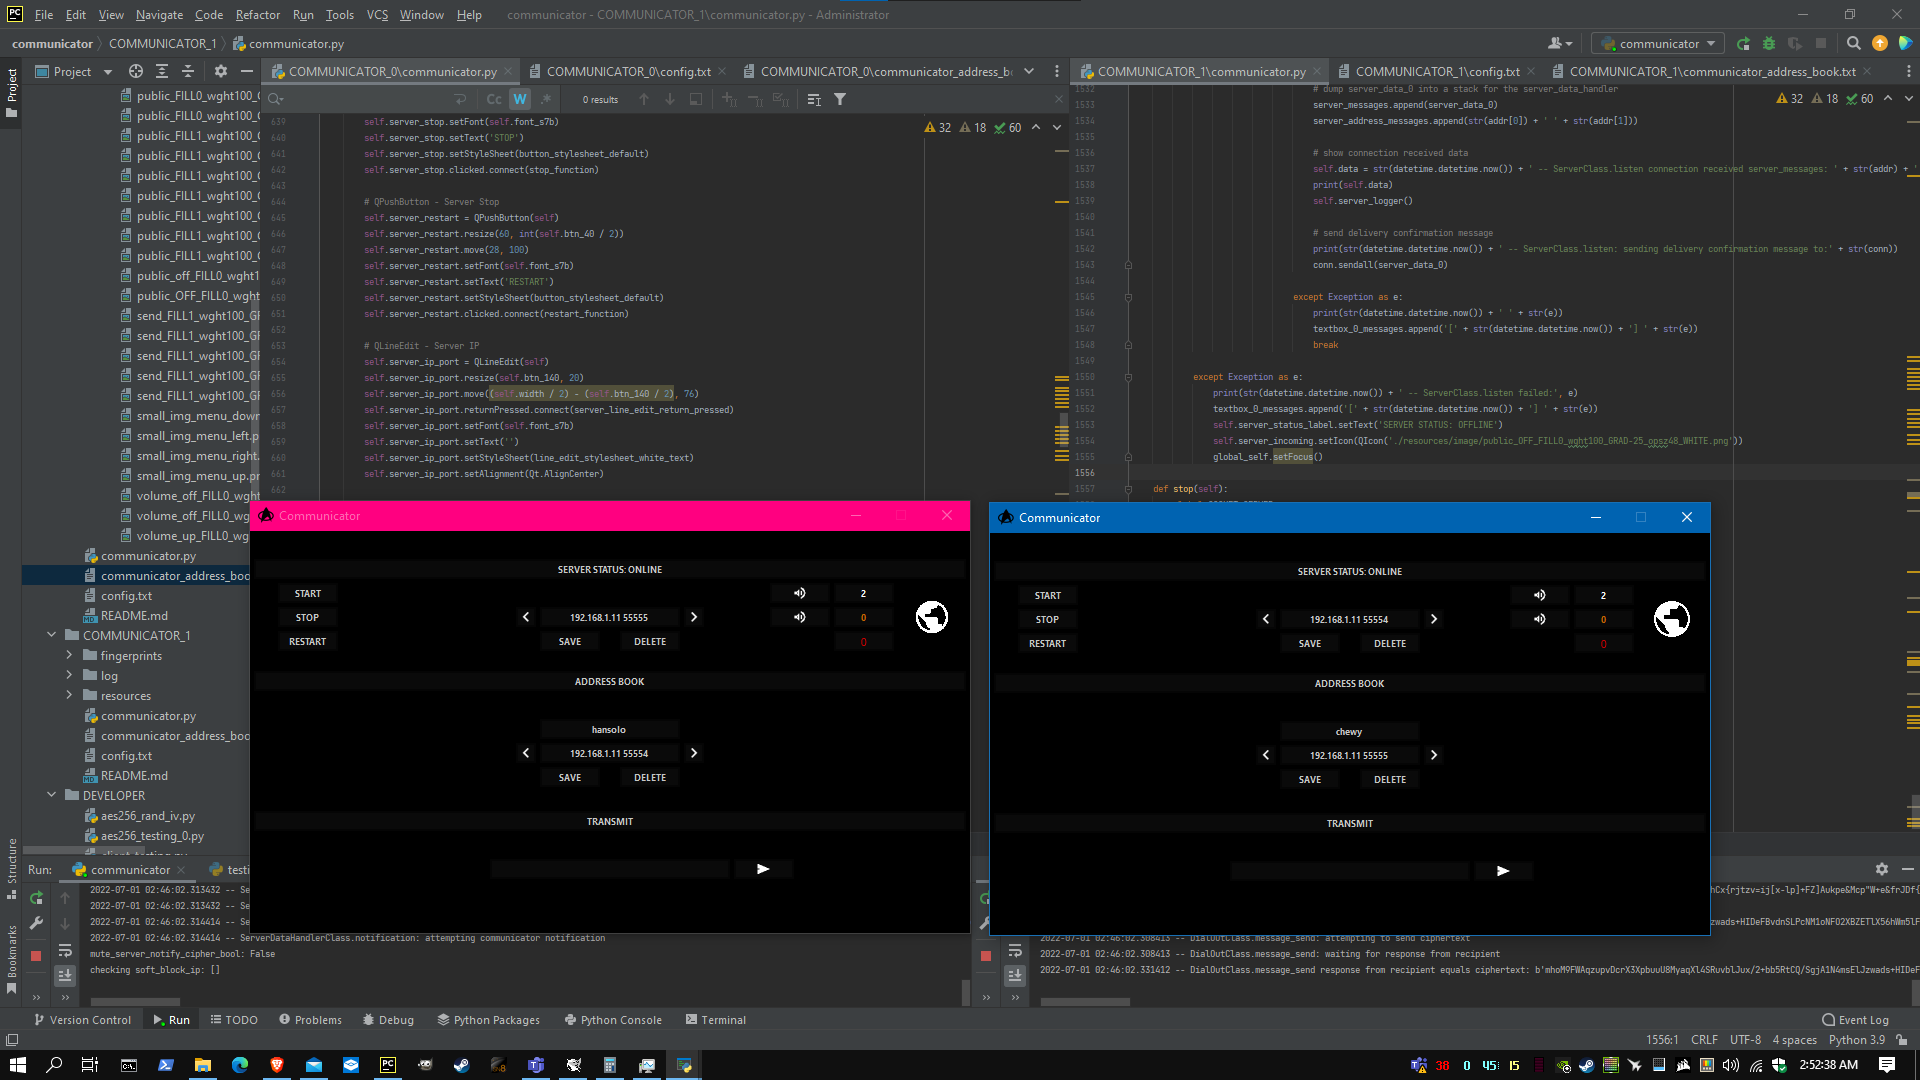 File Edit View Navigate Code Refactor Run Tools VCS Window Help communicator - COMMUNICATOR_1\communicator.py - Administrator
communicator COMMUNICATOR_1 communicator.py
communicator
Project
COMMUNICATOR_0\communicator.py
COMMUNICATOR_0\config.txt
COMMUNICATOR_0\communicator_address_b
COMMUNICATOR_1\communicator.py
COMMUNICATOR_1\config.txt
COMMUNICATOR_1\communicator_address_book.txt
Cc W .* 0 results
Project
Structure
Bookmarks
public_FILL0_wght100_
public_FILL0_wght100_
public_FILL1_wght100_
public_FILL1_wght100_
public_FILL1_wght100_
public_FILL1_wght100_
public_FILL1_wght100_
public_FILL1_wght100_
public_FILL1_wght100_
public_off_FILL0_wght1
public_OFF_FILL0_wght
send_FILL1_wght100_GR
send_FILL1_wght100_GR
send_FILL1_wght100_GR
send_FILL1_wght100_GR
send_FILL1_wght100_GR
small_img_menu_down
small_img_menu_left.p
small_img_menu_right.
small_img_menu_up.pr
volume_off_FILL0_wght
volume_off_FILL0_wg
volume_up_FILL0_wg
communicator.py
communicator_address_boo
config.txt
README.md
COMMUNICATOR_1
fingerprints
log
resources
communicator.py
communicator_address_boo
config.txt
README.md
DEVELOPER
aes256_rand_iv.py
aes256_testing_0.py
32 18 60
639 self.server_stop.setFont(self.font_s7b)
640 self.server_stop.setText('STOP')
641 self.server_stop.setStyleSheet(button_stylesheet_default)
642 self.server_stop.clicked.connect(stop_function)
643
644 # QPushButton - Server Stop
645 self.server_restart = QPushButton(self)
646 self.server_restart.resize(60, int(self.btn_40 / 2))
647 self.server_restart.move(28, 100)
648 self.server_restart.setFont(self.font_s7b)
649 self.server_restart.setText('RESTART')
650 self.server_restart.setStyleSheet(button_stylesheet_default)
651 self.server_restart.clicked.connect(restart_function)
652
653 # QLineEdit - Server IP
654 self.server_ip_port = QLineEdit(self)
655 self.server_ip_port.resize(self.btn_140, 20)
656 self.server_ip_port.move((self.width / 2) - (self.btn_140 / 2), 76)
657 self.server_ip_port.returnPressed.connect(server_line_edit_return_pressed)
658 self.server_ip_port.setFont(self.font_s7b)
659 self.server_ip_port.setText('')
660 self.server_ip_port.setStyleSheet(line_edit_stylesheet_white_text)
661 self.server_ip_port.setAlignment(Qt.AlignCenter)
662
32 18 60
1532 # dump server_data_0 into a stack for the server_data_handler
1533 server_messages.append(server_data_0)
1534 server_address_messages.append(str(addr[0]) + ' ' + str(addr[1]))
1535
1536 # show connection received data
1537 self.data = str(datetime.datetime.now()) + ' -- ServerClass.listen connection received server_messages: ' + str(addr) + '
1538 print(self.data)
1539 self.server_logger()
1540
1541 # send delivery confirmation message
1542 print(str(datetime.datetime.now()) + ' -- ServerClass.listen: sending delivery confirmation message to:' + str(conn))
1543 conn.sendall(server_data_0)
1544
1545 except Exception as e:
1546 print(str(datetime.datetime.now()) + ' ' + str(e))
1547 textbox_0_messages.append('[' + str(datetime.datetime.now()) + '] ' + str(e))
1548 break
1549
1550 except Exception as e:
1551 print(str(datetime.datetime.now()) + ' -- ServerClass.listen failed:', e)
1552 textbox_0_messages.append('[' + str(datetime.datetime.now()) + '] ' + str(e))
1553 self.server_status_label.setText('SERVER STATUS: OFFLINE')
1554 self.server_incoming.setIcon(QIcon('./resources/image/public_OFF_FILL0_wght100_GRAD-25_opsz48_WHITE.png'))
1555 global_self.setFocus()
1556
1557 def stop(self):
Communicator
SERVER STATUS: ONLINE
START 2
STOP 192.168.1.11 55555 0
RESTART SAVE DELETE 0
ADDRESS BOOK
hansolo
192.168.1.11 55554
SAVE DELETE
TRANSMIT
Communicator
SERVER STATUS: ONLINE
START 2
STOP 192.168.1.11 55554 0
RESTART SAVE DELETE 0
ADDRESS BOOK
chewy
192.168.1.11 55555
SAVE DELETE
TRANSMIT
Run: communicator testi
2022-07-01 02:46:02.313432 -- Se
2022-07-01 02:46:02.313432 -- Se
2022-07-01 02:46:02.314414 -- Se
2022-07-01 02:46:02.314414 -- ServerDataHandlerClass.notification: attempting communicator notification
mute_server_notify_cipher_bool: False
checking soft_block_ip: []
2022-07-01 02:46:02.308413 -- DialOutClass.message_send: attempting to send ciphertext
2022-07-01 02:46:02.308413 -- DialOutClass.message_send: waiting for response from recipient
2022-07-01 02:46:02.331412 -- DialOutClass.message_send response from recipient equals ciphertext:
Version Control Run TODO Problems Debug Python Packages Python Console Terminal Event Log
1556:1 CRLF UTF-8 4 spaces Python 3.9
38 0 45 15 2:52:38 AM